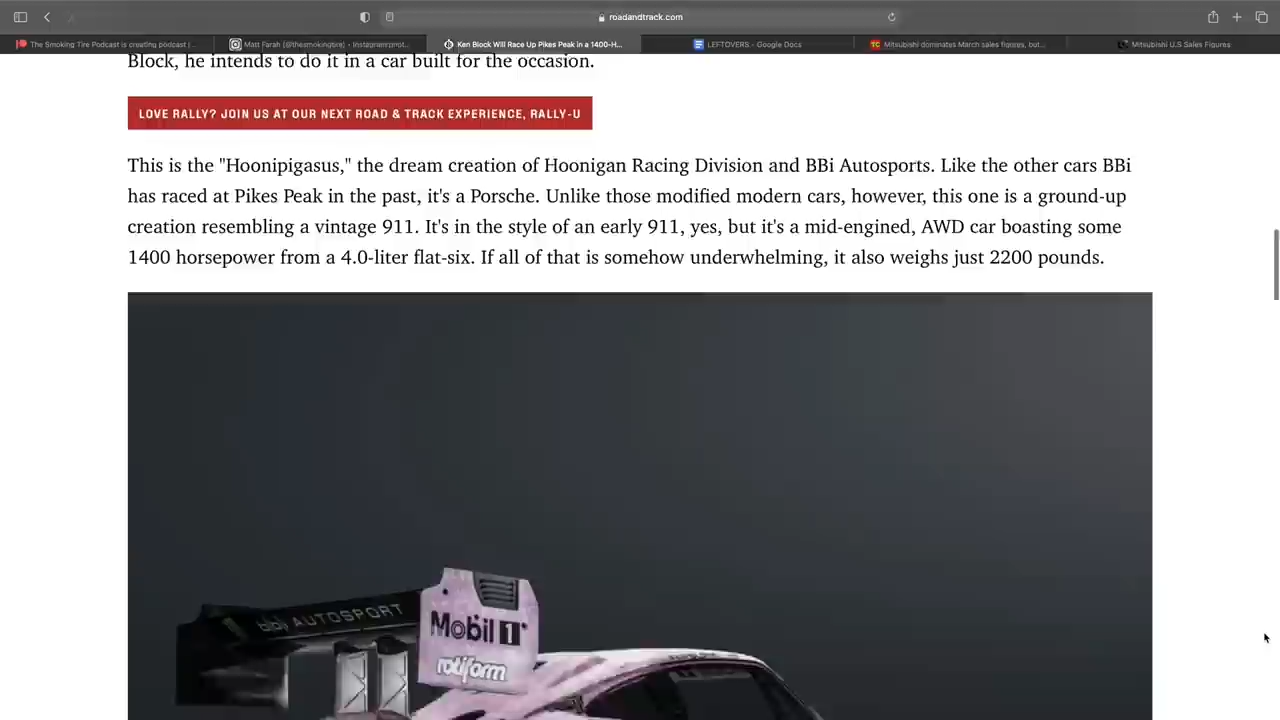 roadandtrack.com
The Smoking Tire Podcast is creating podcast (...
Matt Farah (@thesmokingtire) • Instagram prot...
Ken Block Will Race Up Pikes Peak in a 1400-H...
LEFTOVERS - Google Docs
Mitsubishi dominates March sales figures, but...
Mitsubishi U.S Sales Figures
Block, he intends to do it in a car built for the occasion.
LOVE RALLY? JOIN US AT OUR NEXT ROAD & TRACK EXPERIENCE, RALLY-U
This is the "Hoonipigasus," the dream creation of Hoonigan Racing Division and BBi Autosports. Like the other cars BBi
has raced at Pikes Peak in the past, it's a Porsche. Unlike those modified modern cars, however, this one is a ground-up
creation resembling a vintage 911. It's in the style of an early 911, yes, but it's a mid-engined, AWD car boasting some
1400 horsepower from a 4.0-liter flat-six. If all of that is somehow underwhelming, it also weighs just 2200 pounds.
bbi AUTOSPORT
Mobil 1
rotiform